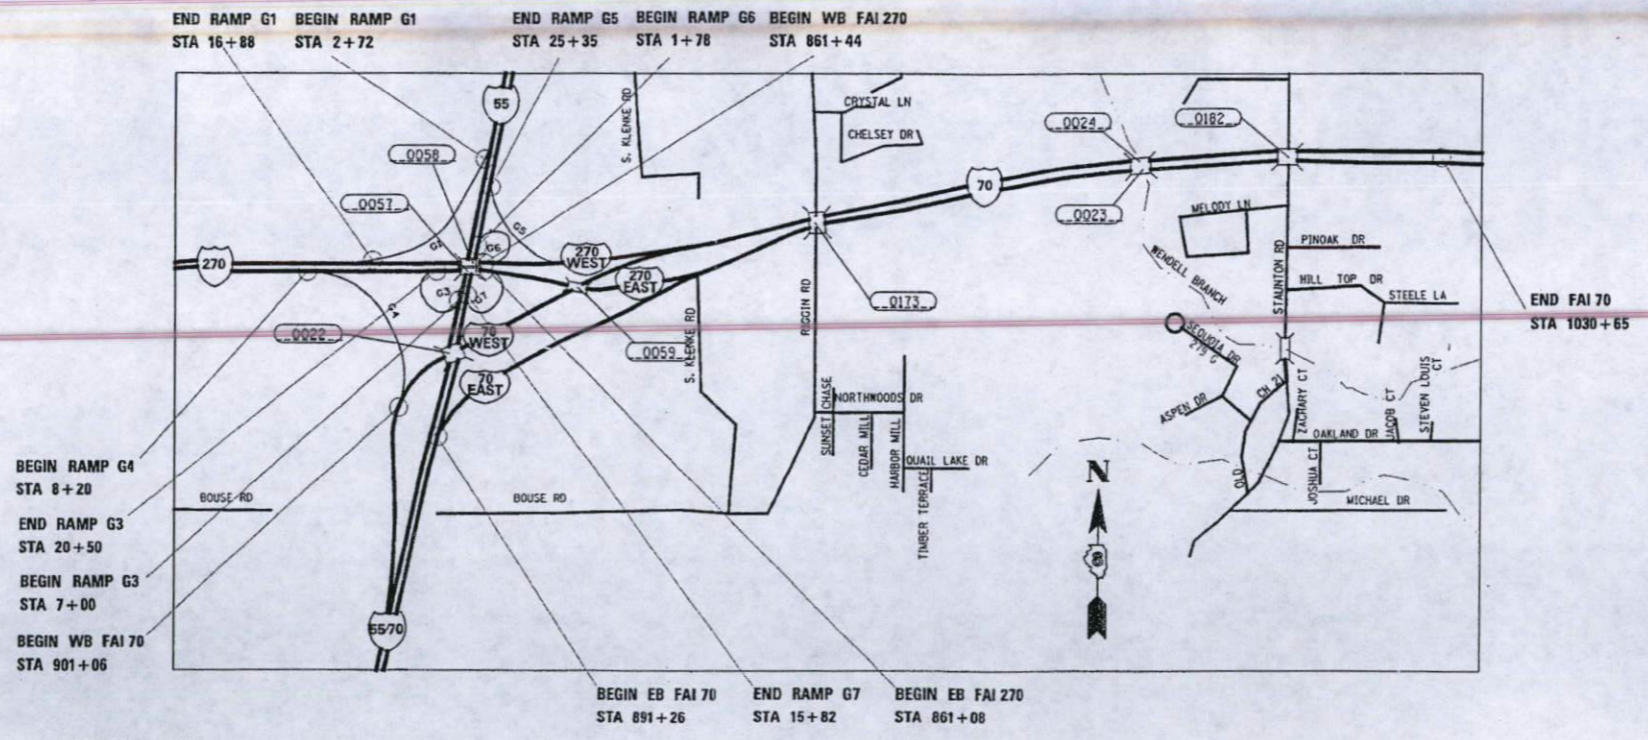 END RAMP G1
STA 16+88
BEGIN RAMP G1
STA 2+72
END RAMP G5
STA 25+35
BEGIN RAMP G6
STA 1+78
BEGIN WB FAI 270
STA 861+44
55
S. KLENKE RD
CRYSTAL LN
CHELSEY DR
0024
0182
0058
0057
70
0023
MELODY LN
G6
G5
270
270
WEST
270
EAST
WENDELL BRANCH
STAUNTON RD
PINOAK DR
HILL TOP DR
STEELE LA
G3
G4
RIGGIN RD
0173
END FAI 70
STA 1030+65
0022
70
WEST
0059
S. KLENKE RD
SEQUOIA DR
279 G
70
EAST
SUNSET CHASE
NORTHWOODS DR
CEDAR MILL
HARBOR MILL
QUAIL LAKE DR
TIMBER TERRACE
ASPEN DR
CH 21
OLD
ZACHARY CT
OAKLAND DR
JACOB CT
STEVEN LOUIS CT
JOSHUA CT
MICHAEL DR
N
BEGIN RAMP G4
STA 8+20
BOUSE RD
BOUSE RD
END RAMP G3
STA 20+50
BEGIN RAMP G3
STA 7+00
55/70
BEGIN WB FAI 70
STA 901+06
BEGIN EB FAI 70
STA 891+26
END RAMP G7
STA 15+82
BEGIN EB FAI 270
STA 861+08